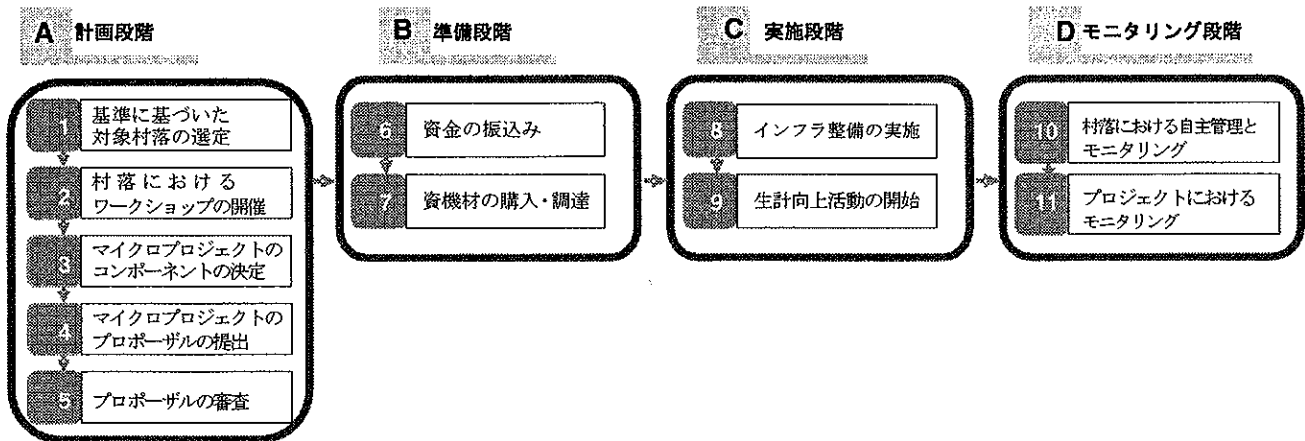 A 計画段階
1 基準に基づいた
対象村落の選定
2 村落における
ワークショップの開催
3 マイクロプロジェクトの
コンポーネントの決定
4 マイクロプロジェクトの
プロポーザルの提出
5 プロポーザルの審査
B 準備段階
6 資金の振込み
7 資機材の購入・調達
C 実施段階
8 インフラ整備の実施
9 生計向上活動の開始
D モニタリング段階
10 村落における自主管理と
モニタリング
11 プロジェクトにおける
モニタリング